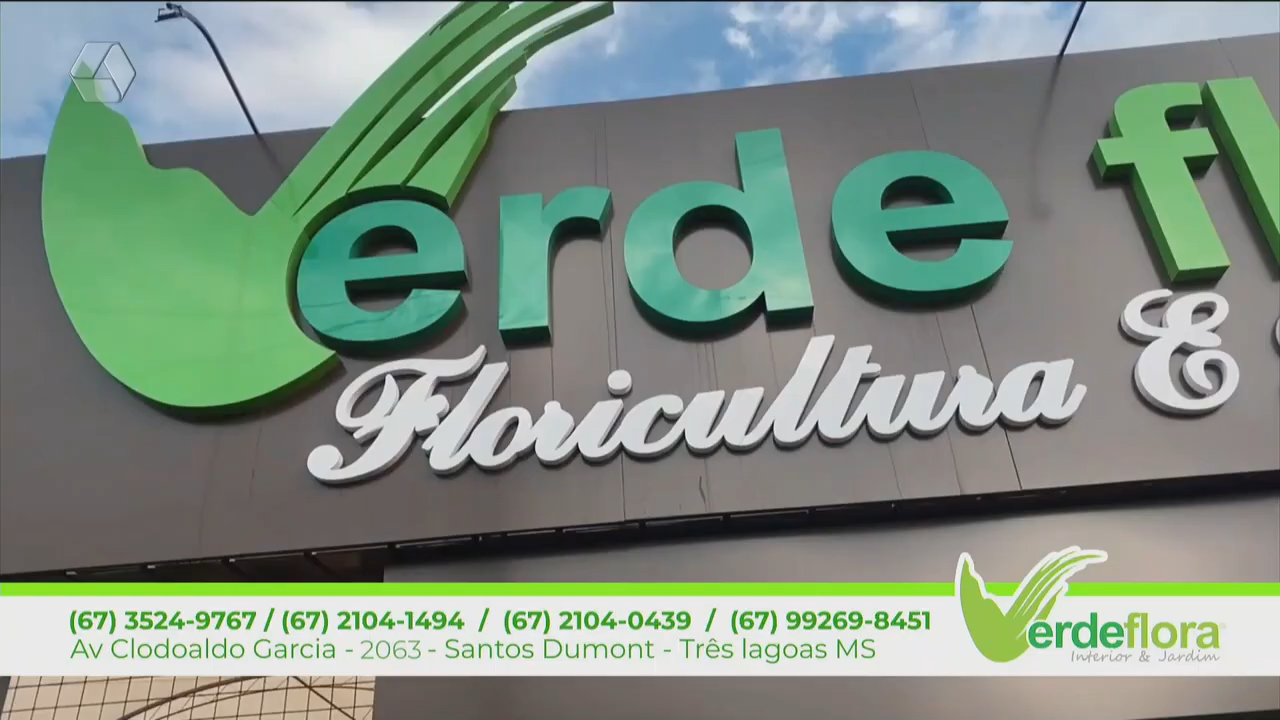 Verde fl
Floricultura E
(67) 3524-9767 / (67) 2104-1494 / (67) 2104-0439 / (67) 99269-8451
Av Clodoaldo Garcia - 2063 - Santos Dumont - Três lagoas MS
Verdeflora
Interior & Jardim